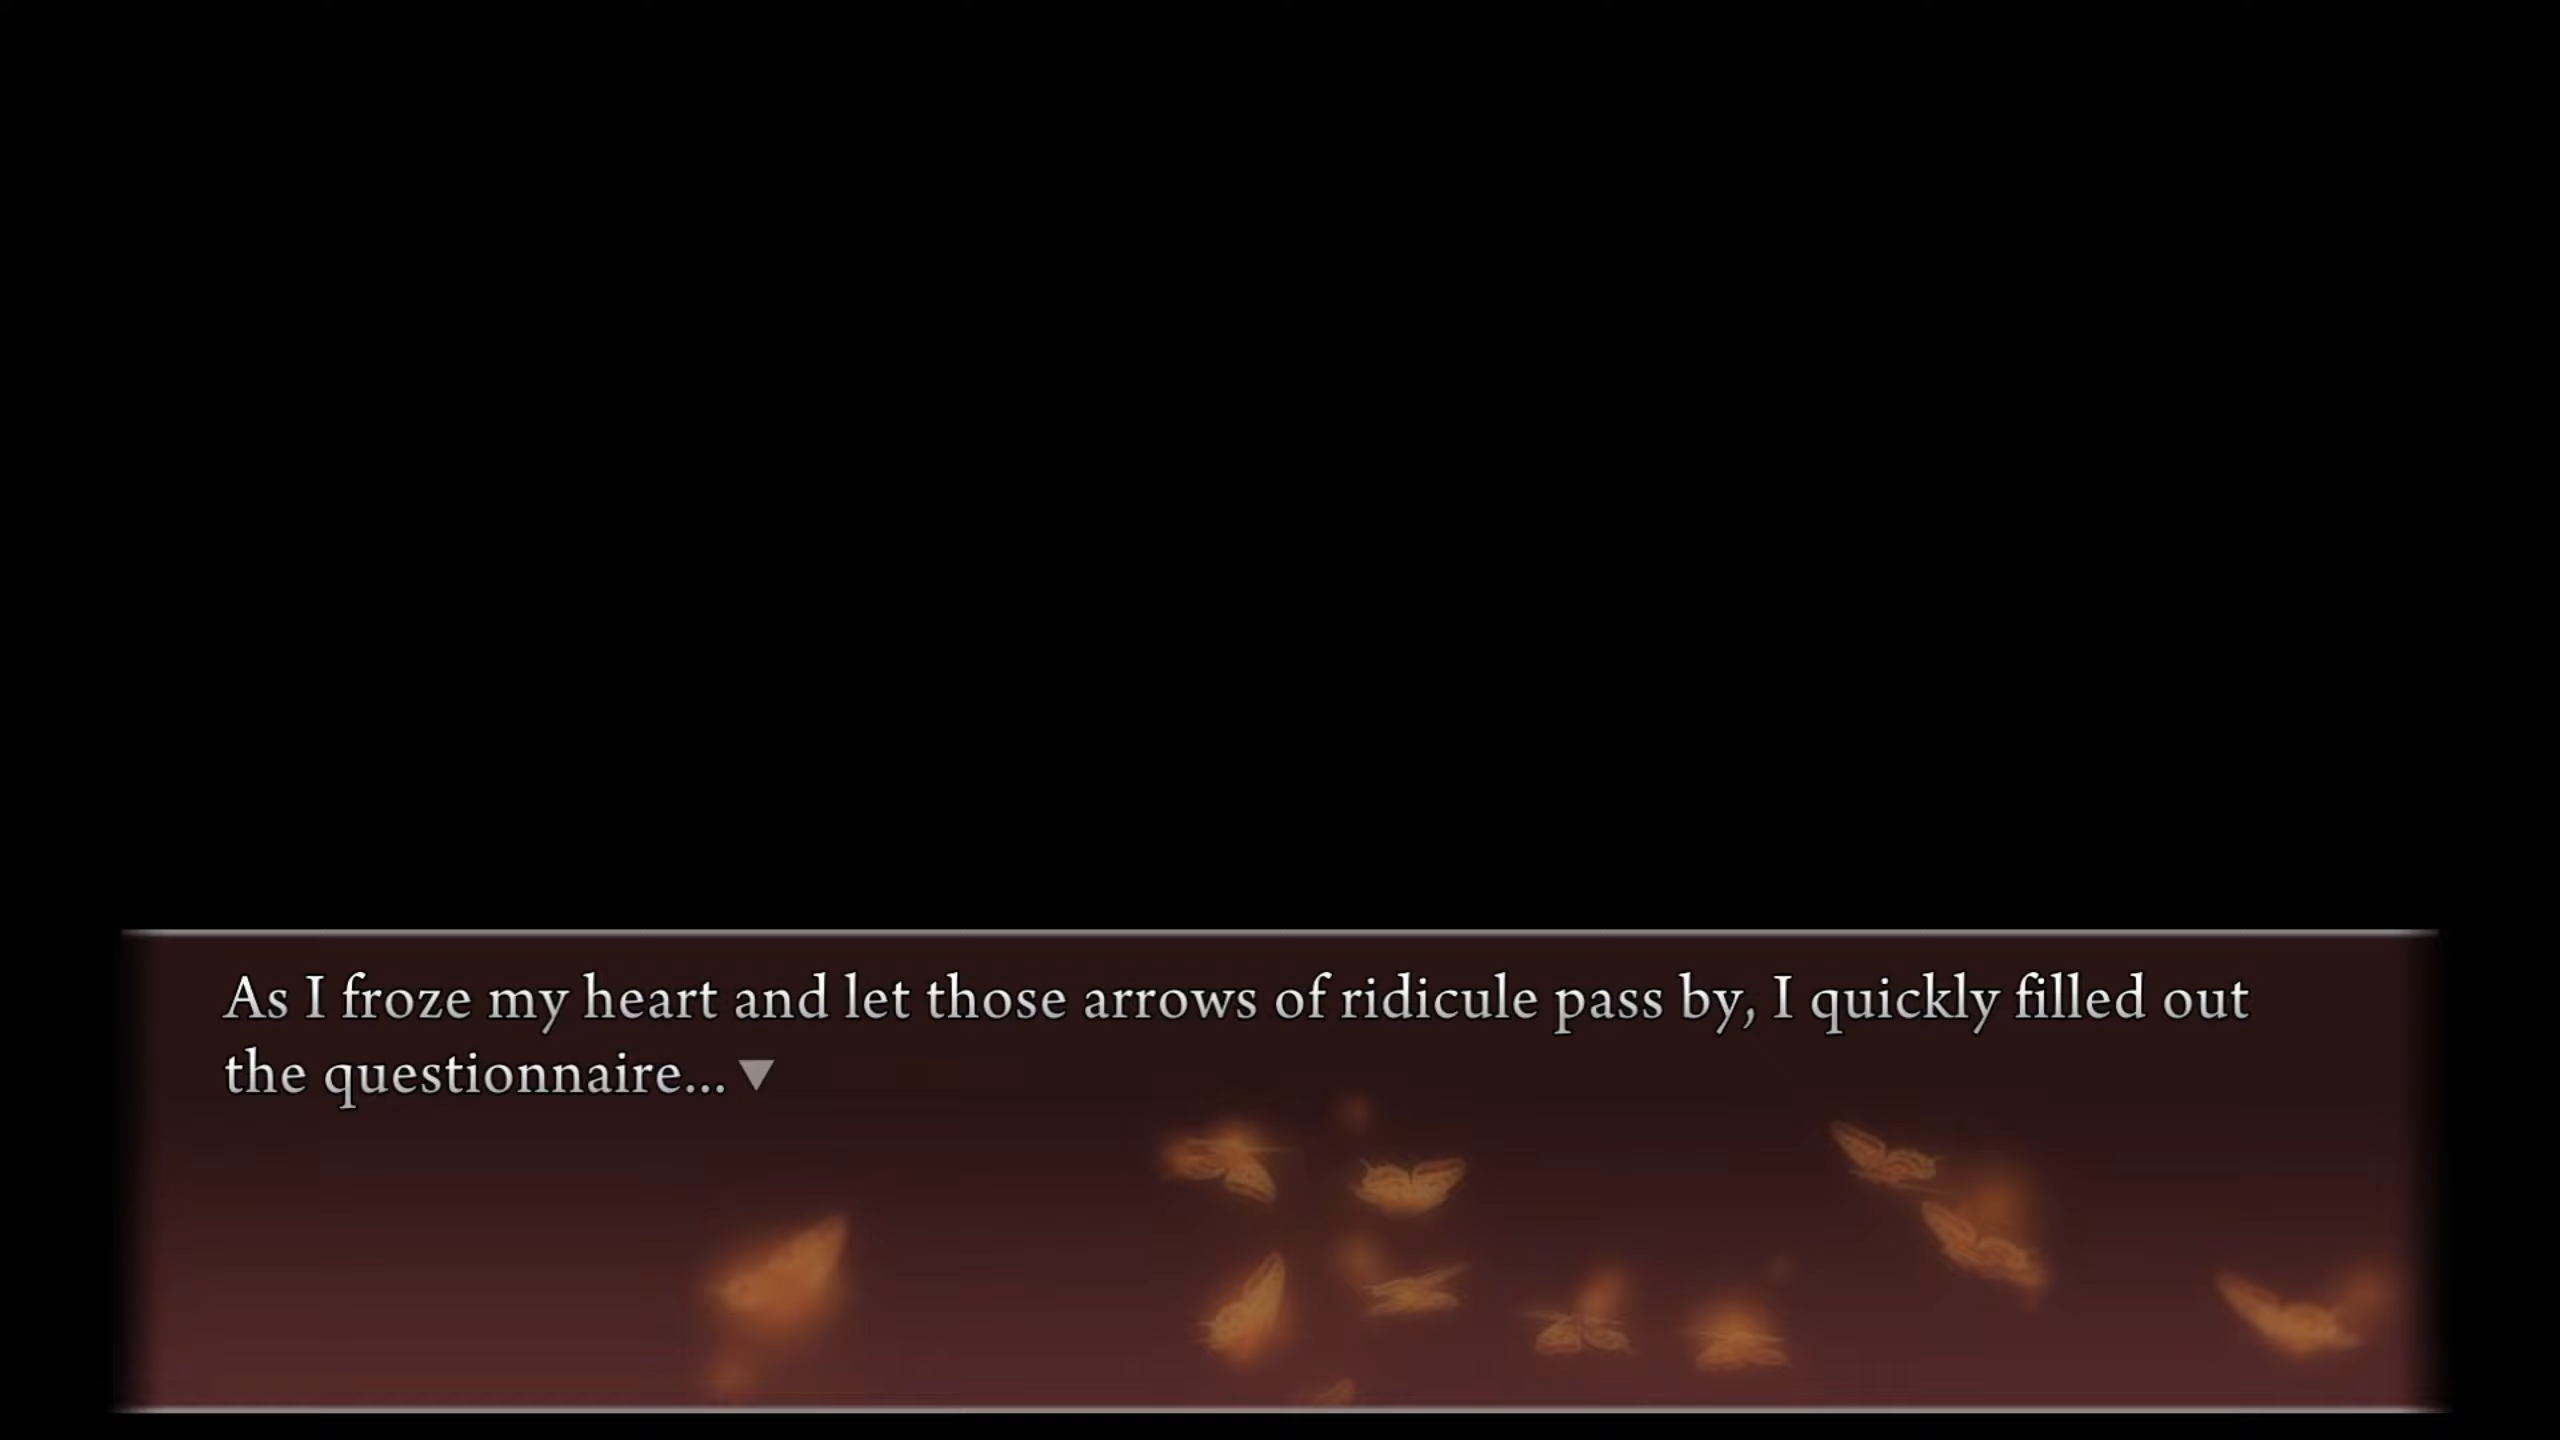 As I froze my heart and let those arrows of ridicule pass by, I quickly filled out
the questionnaire...